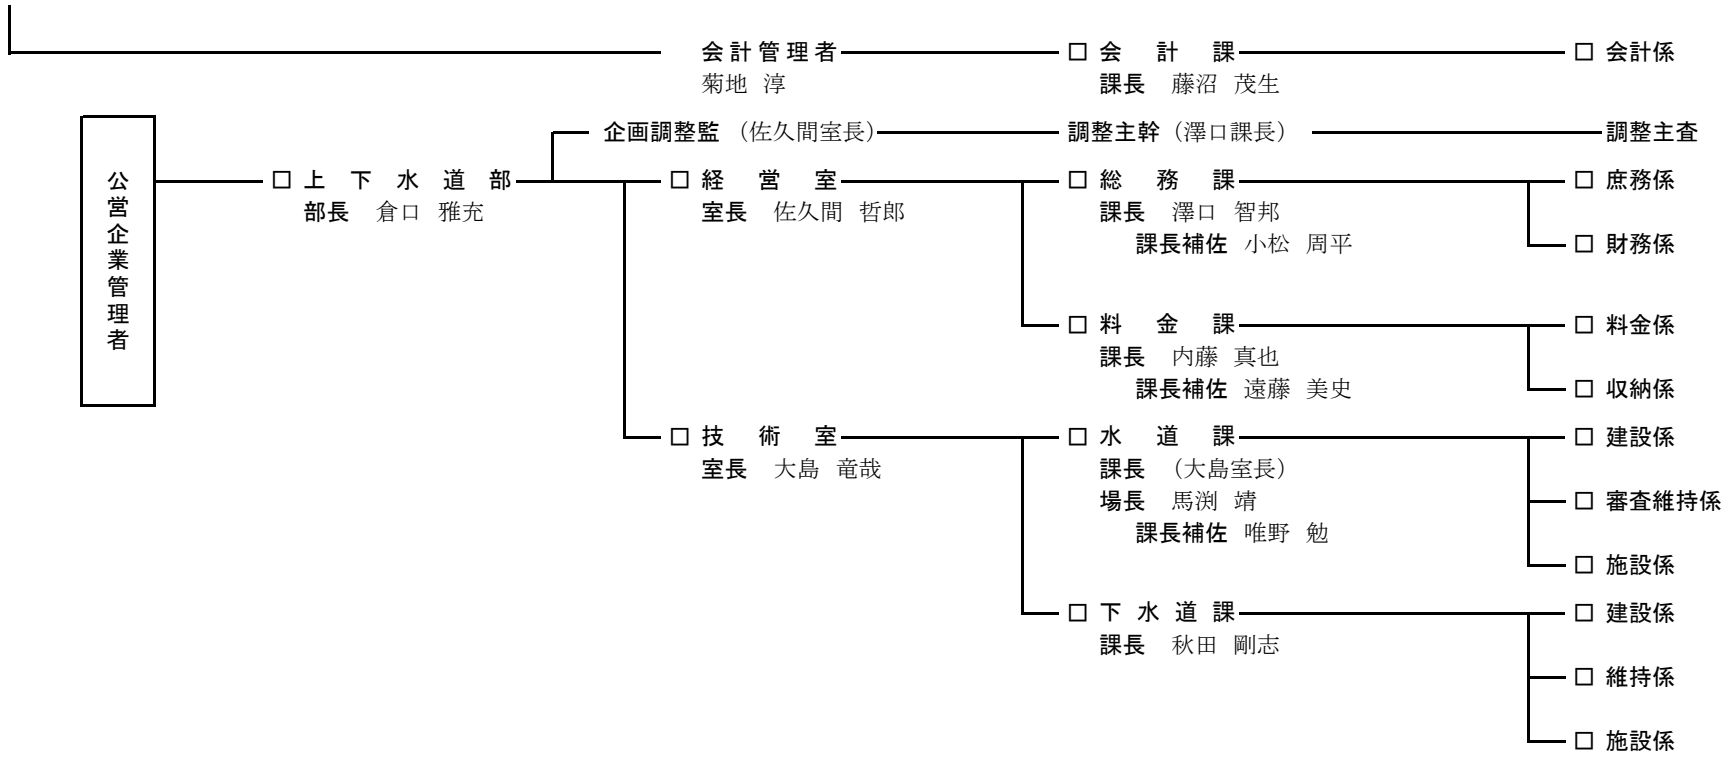 会計管理者 □ 会計課 □ 会計係
菊地 淳 課長 藤沼 茂生
企画調整監 （佐久間室長） 調整主幹 （澤口課長） 調整主査
公営企業管理者
□ 上下水道部 □ 経営室 □ 総務課 □ 庶務係
部長 倉口 雅充 室長 佐久間 哲郎 課長 澤口 智邦
課長補佐 小松 周平 □ 財務係
□ 料金課 □ 料金係
課長 内藤 真也
課長補佐 遠藤 美史 □ 収納係
□ 技術室 □ 水道課 □ 建設係
室長 大島 竜哉 課長 （大島室長）
場長 馬渕 靖 □ 審査維持係
課長補佐 唯野 勉
□ 施設係
□ 下水道課 □ 建設係
課長 秋田 剛志
□ 維持係
□ 施設係